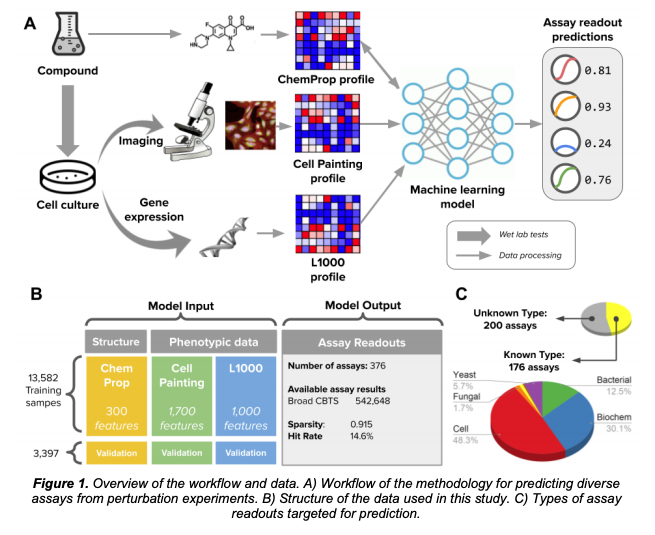 A
Compound
ChemProp profile
Assay readout
predictions
0.81
0.93
0.24
0.76
Imaging
Cell Painting
profile
Machine learning
model
Cell culture
Gene
expression
L1000
profile
Wet lab tests
Data processing
B
Model Input
Model Output
Structure
Phenotypic data
Assay Readouts
13,582
Training
sampes
Chem
Prop
300
features
Cell
Painting
1,700
features
L1000
1,000
features
Number of assays: 376
Available assay results
Broad CBTS 542,648
Sparsity: 0.915
Hit Rate 14.6%
3,397
Validation
Validation
Validation
C
Unknown Type:
200 assays
Known Type:
176 assays
Yeast
5.7%
Fungal
1.7%
Cell
48.3%
Bacterial
12.5%
Biochem
30.1%
Figure 1. Overview of the workflow and data. A) Workflow of the methodology for predicting diverse
assays from perturbation experiments. B) Structure of the data used in this study. C) Types of assay
readouts targeted for prediction.